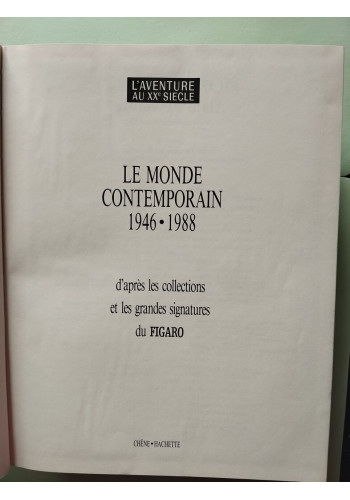 L'AVENTURE
AU XXe SIECLE
LE MONDE
CONTEMPORAIN
1946 • 1988
d'après les collections
et les grandes signatures
du FIGARO
CHÊNE • HACHETTE